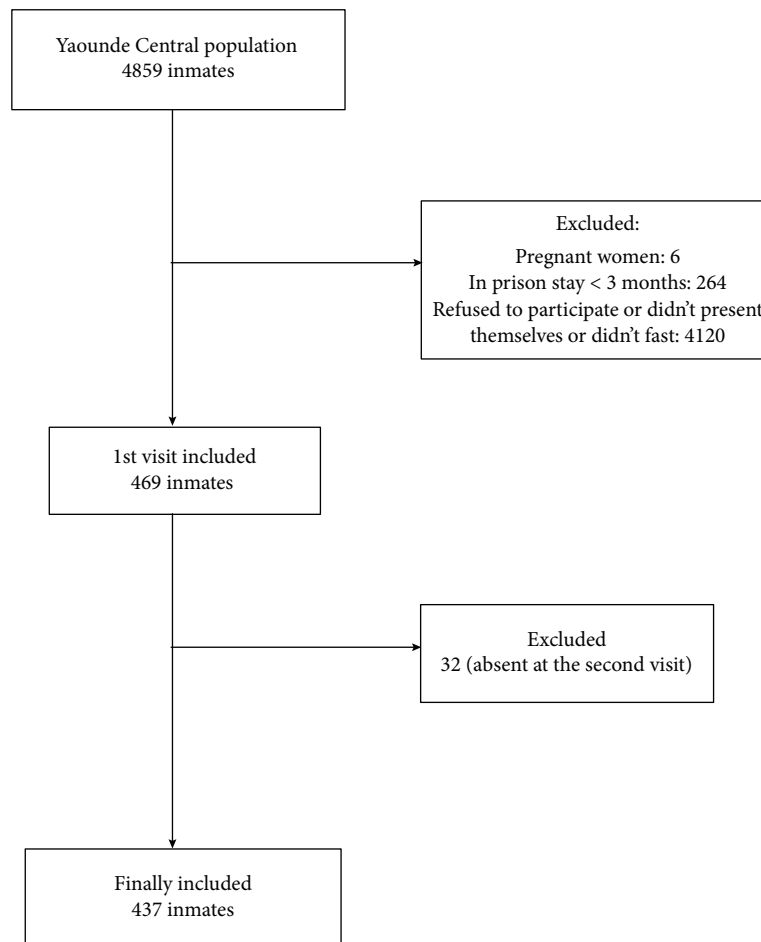 Yaounde Central population
4859 inmates
Excluded:
Pregnant women: 6
In prison stay < 3 months: 264
Refused to participate or didn’t present
themselves or didn’t fast: 4120
1st visit included
469 inmates
Excluded
32 (absent at the second visit)
Finally included
437 inmates